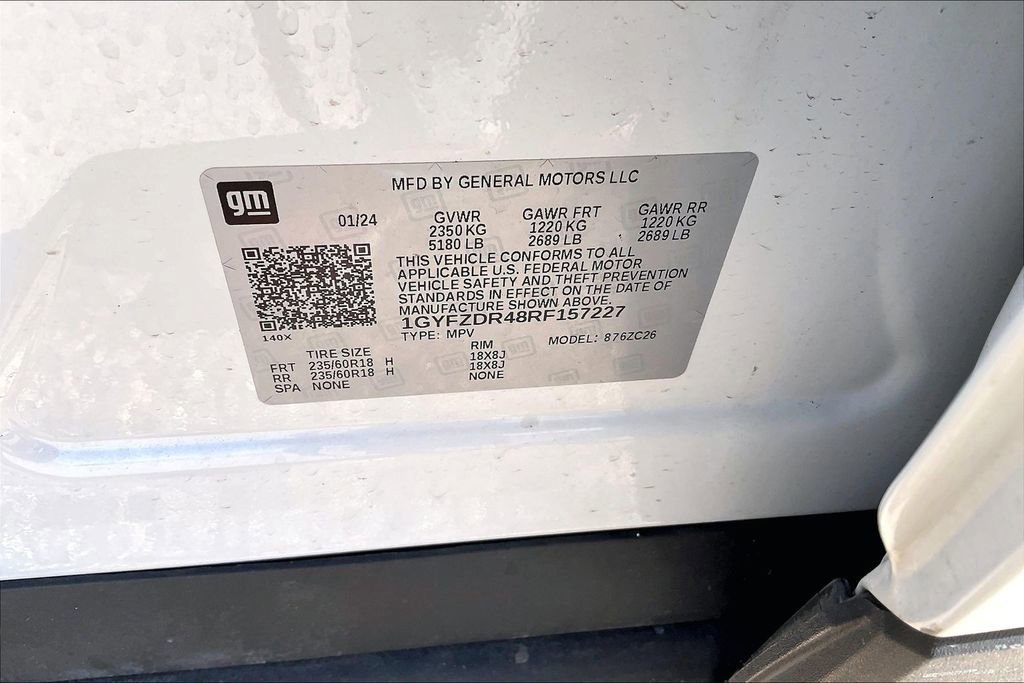 gm
MFD BY GENERAL MOTORS LLC
01/24 GVWR GAWR FRT GAWR RR
2350 KG 1220 KG 1220 KG
5180 LB 2689 LB 2689 LB
THIS VEHICLE CONFORMS TO ALL
APPLICABLE U.S. FEDERAL MOTOR
VEHICLE SAFETY AND THEFT PREVENTION
STANDARDS IN EFFECT ON THE DATE OF
MANUFACTURE SHOWN ABOVE.
1GYFZDR48RF157227
140X TYPE: MPV MODEL: 876ZC26
TIRE SIZE RIM
FRT 235/60R18 H 18X8J
RR 235/60R18 H 18X8J
SPA NONE NONE